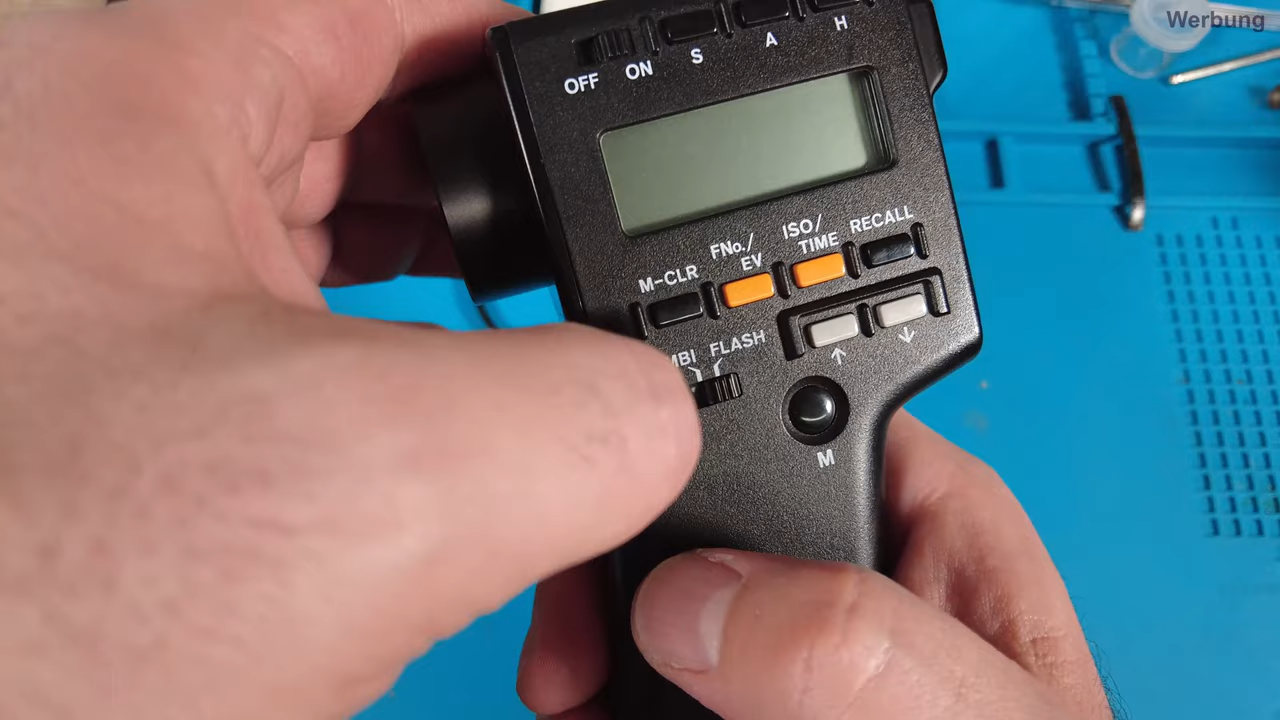 Werbung
OFF ON S A H
M-CLR FNo./ EV ISO/ TIME RECALL
FLASH
↑ ↓
M